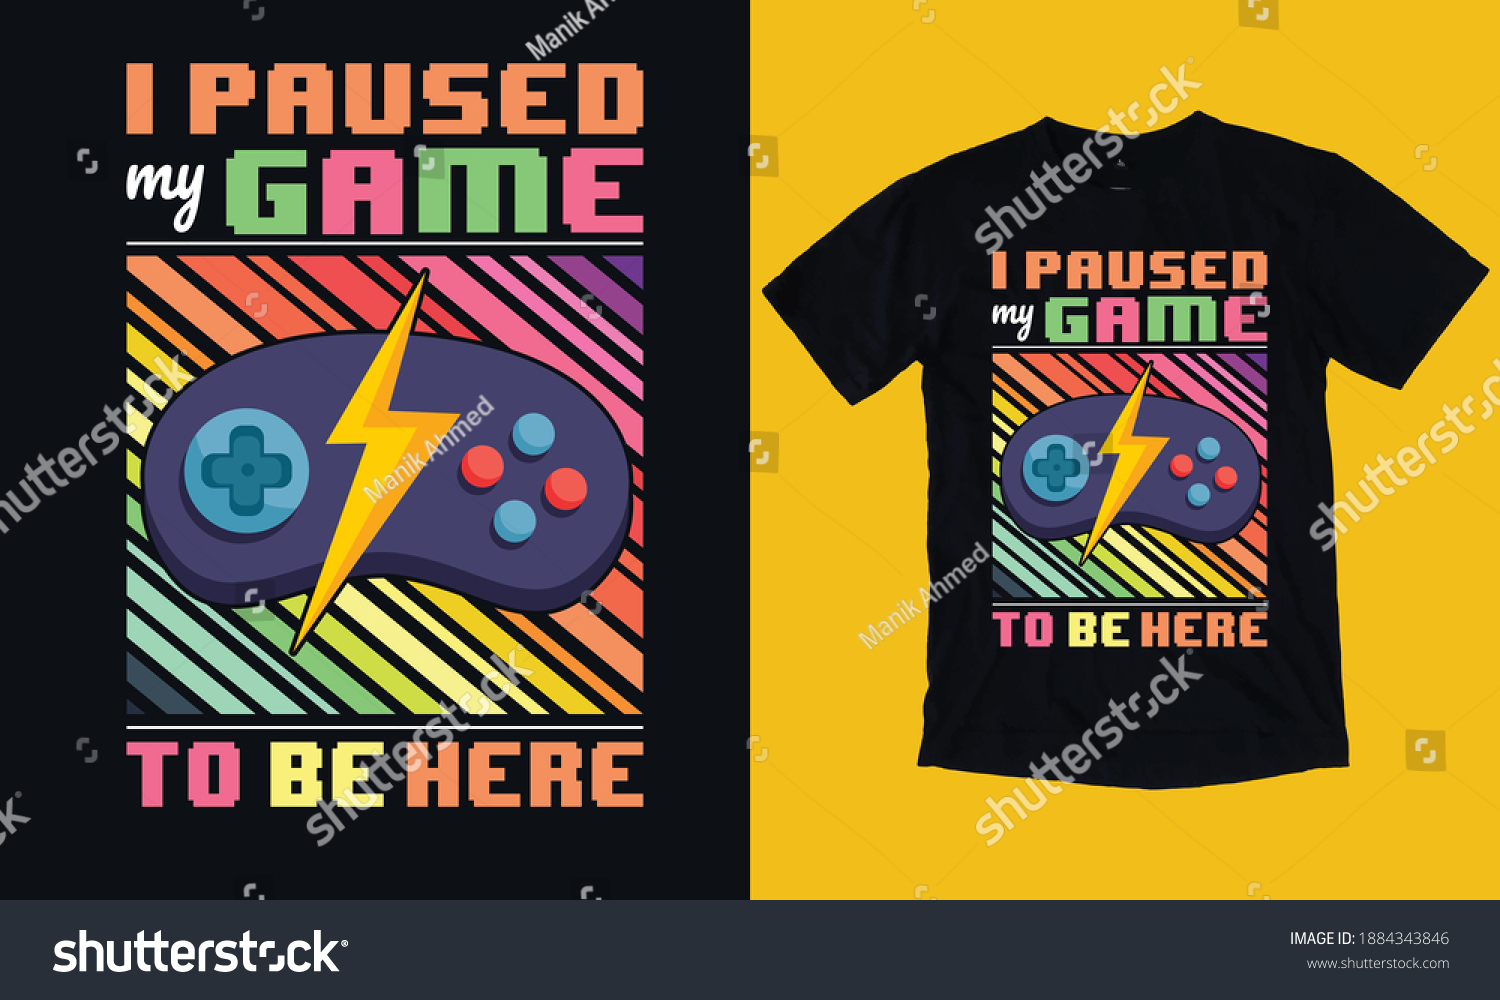 I PAUSED
my GAME
TO BE HERE
I PAUSED
my GAME
TO BE HERE
Manik Ahmed
shutterstock
shutterstock
shutterstock
Manik Ahmed
Manik Ahmed
shutterstock
shutterstock
shutterstock
shutterstock®
IMAGE ID: 1884343846
www.shutterstock.com